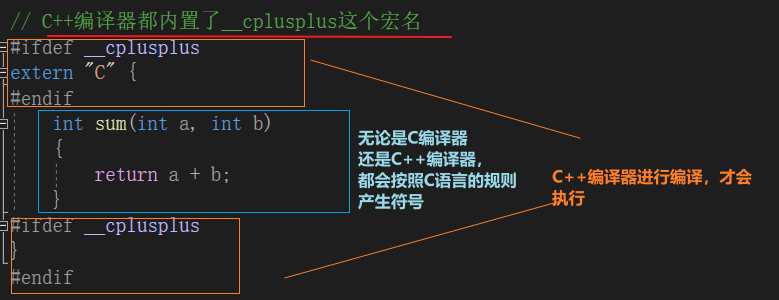 // C++编译器都内置了__cplusplus这个宏名
#ifdef __cplusplus
extern "C" {
#endif
int sum(int a, int b)
{
return a + b;
}
#ifdef __cplusplus
}
#endif
无论是C编译器
还是C++编译器，
都会按照C语言的规则
产生符号
C++编译器进行编译，才会
执行